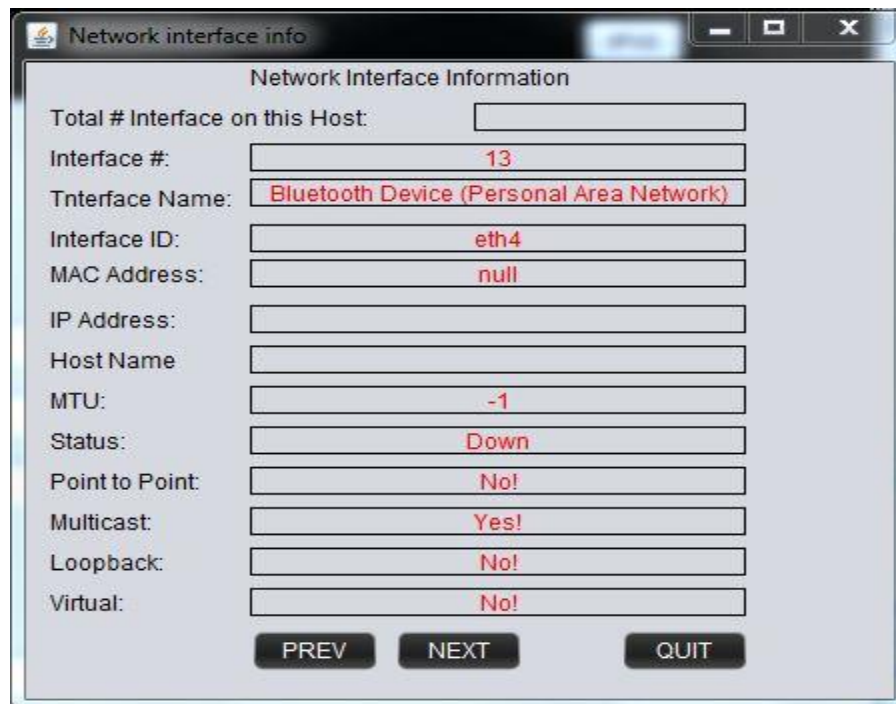 Network interface info
Network Interface Information
Total # Interface on this Host:
Interface #: 13
Tnterface Name: Bluetooth Device (Personal Area Network)
Interface ID: eth4
MAC Address: null
IP Address:
Host Name
MTU: -1
Status: Down
Point to Point: No!
Multicast: Yes!
Loopback: No!
Virtual: No!
PREV NEXT QUIT